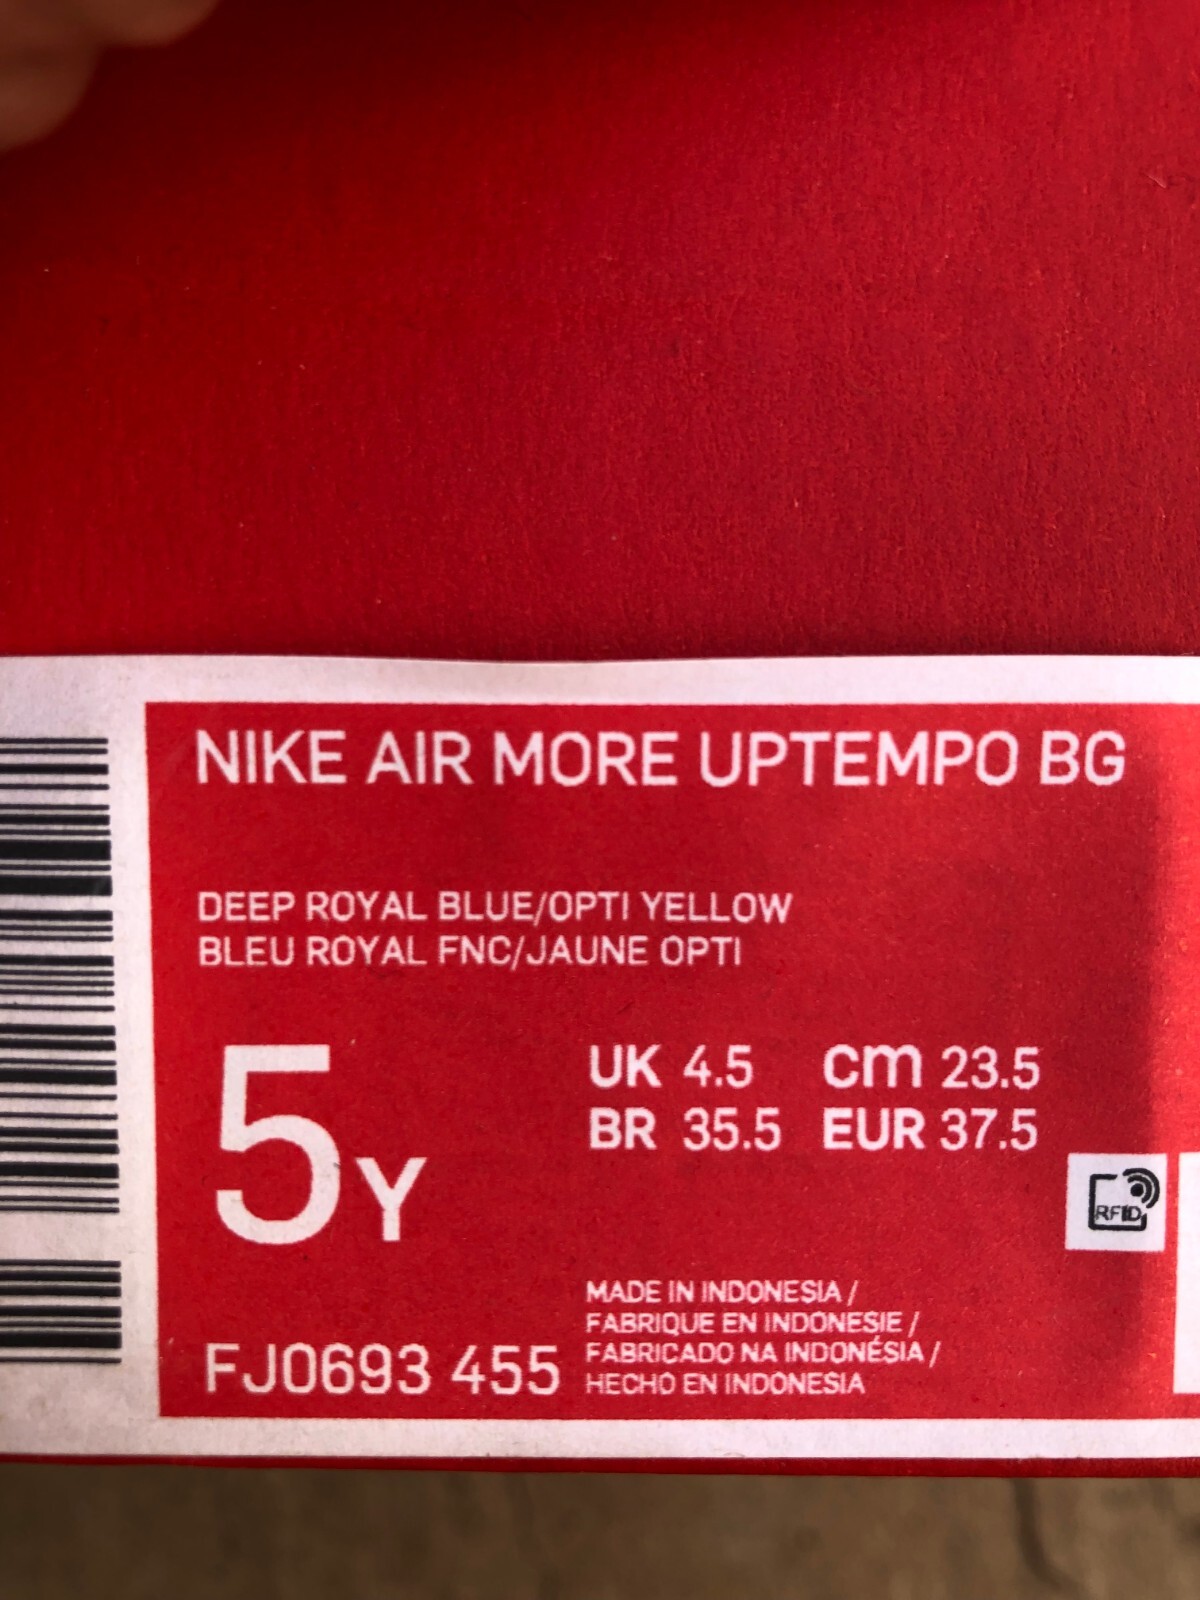 NIKE AIR MORE UPTEMPO BG
DEEP ROYAL BLUE/OPTI YELLOW
BLEU ROYAL FNC/JAUNE OPTI
5Y
UK 4.5 cm 23.5
BR 35.5 EUR 37.5
RFID
FJ0693 455
MADE IN INDONESIA /
FABRIQUE EN INDONESIE /
FABRICADO NA INDONÉSIA /
HECHO EN INDONESIA